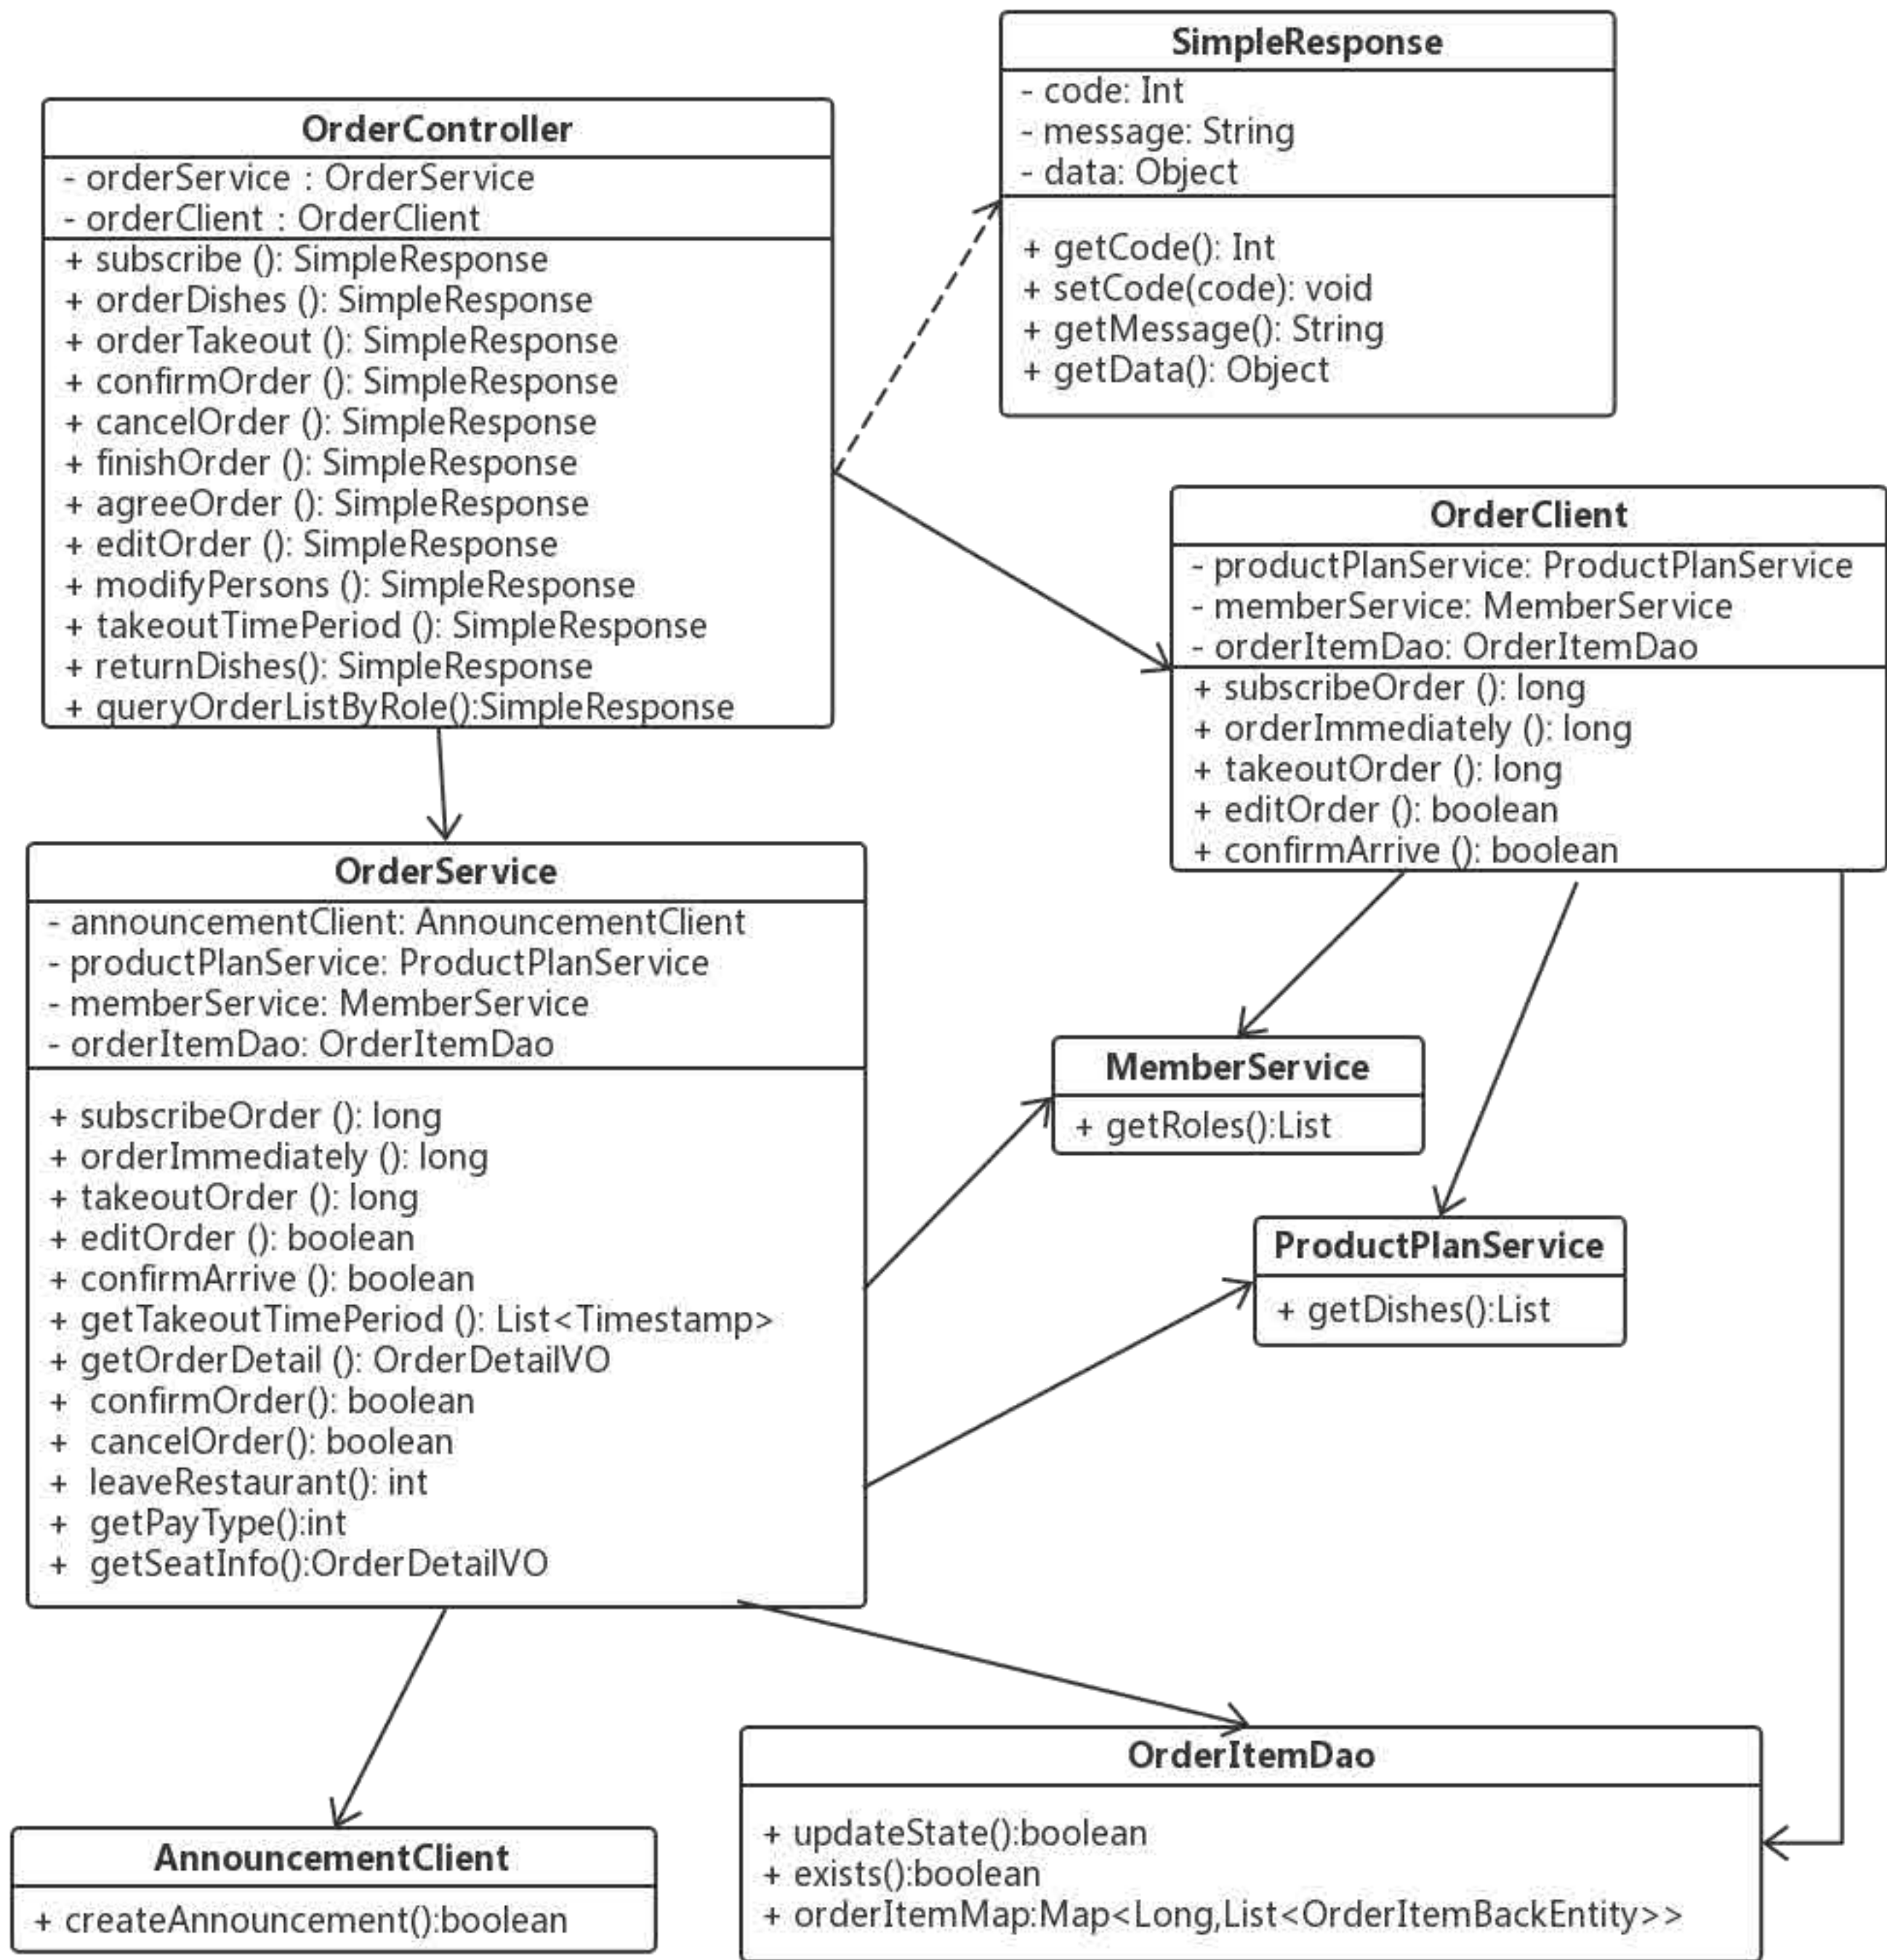 SimpleResponse
- code: Int
- message: String
- data: Object
+ getCode(): Int
+ setCode(code): void
+ getMessage(): String
+ getData(): Object
OrderController
- orderService : OrderService
- orderClient : OrderClient
+ subscribe (): SimpleResponse
+ orderDishes (): SimpleResponse
+ orderTakeout (): SimpleResponse
+ confirmOrder (): SimpleResponse
+ cancelOrder (): SimpleResponse
+ finishOrder (): SimpleResponse
+ agreeOrder (): SimpleResponse
+ editOrder (): SimpleResponse
+ modifyPersons (): SimpleResponse
+ takeoutTimePeriod (): SimpleResponse
+ returnDishes(): SimpleResponse
+ queryOrderListByRole():SimpleResponse
OrderClient
- productPlanService: ProductPlanService
- memberService: MemberService
- orderItemDao: OrderItemDao
+ subscribeOrder (): long
+ orderImmediately (): long
+ takeoutOrder (): long
+ editOrder (): boolean
+ confirmArrive (): boolean
OrderService
- announcementClient: AnnouncementClient
- productPlanService: ProductPlanService
- memberService: MemberService
- orderItemDao: OrderItemDao
+ subscribeOrder (): long
+ orderImmediately (): long
+ takeoutOrder (): long
+ editOrder (): boolean
+ confirmArrive (): boolean
+ getTakeoutTimePeriod (): List<Timestamp>
+ getOrderDetail (): OrderDetailVO
+ confirmOrder(): boolean
+ cancelOrder(): boolean
+ leaveRestaurant(): int
+ getPayType():int
+ getSeatInfo():OrderDetailVO
MemberService
+ getRoles():List
ProductPlanService
+ getDishes():List
OrderItemDao
+ updateState():boolean
+ exists():boolean
+ orderItemMap:Map<Long,List<OrderItemBackEntity>>
AnnouncementClient
+ createAnnouncement():boolean